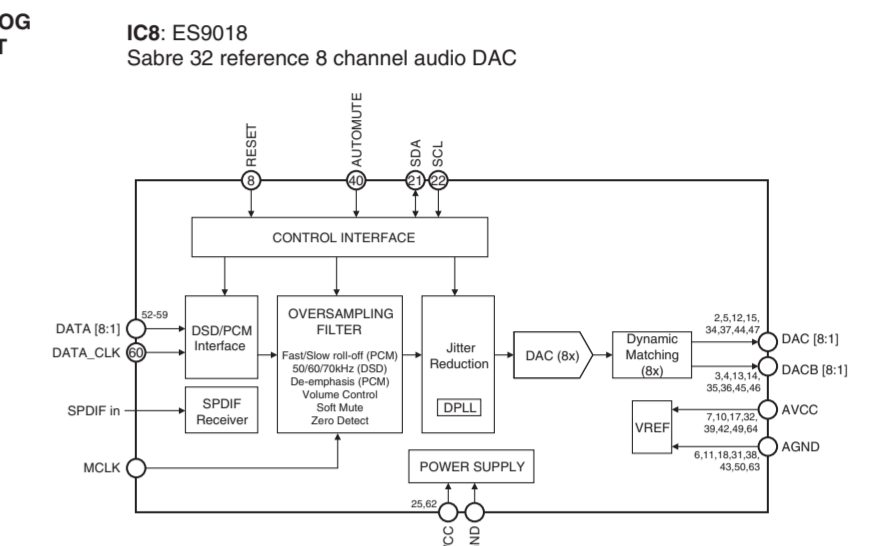 OG
T
IC8: ES9018
Sabre 32 reference 8 channel audio DAC
RESET
AUTOMUTE
SDA
SCL
8
40
21
22
CONTROL INTERFACE
52-59
DATA [8:1]
DATA_CLK
60
DSD/PCM
Interface
OVERSAMPLING
FILTER
Fast/Slow roll-off (PCM)
50/60/70kHz (DSD)
De-emphasis (PCM)
Volume Control
Soft Mute
Zero Detect
Jitter
Reduction
DPLL
DAC (8x)
Dynamic
Matching
(8x)
2,5,12,15,
34,37,44,47
DAC [8:1]
DACB [8:1]
3,4,13,14,
35,36,45,46
SPDIF in
SPDIF
Receiver
VREF
AVCC
7,10,17,32,
39,42,49,64
AGND
6,11,18,31,38,
43,50,63
MCLK
POWER SUPPLY
25,62
CC
ND